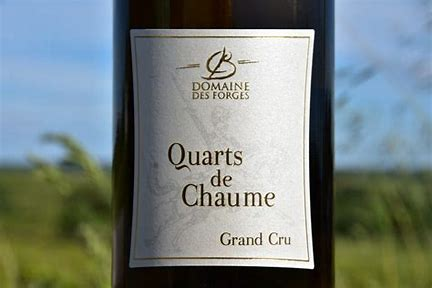 DOMAINE
DES FORGES
Quarts
de
Chaume
Grand Cru